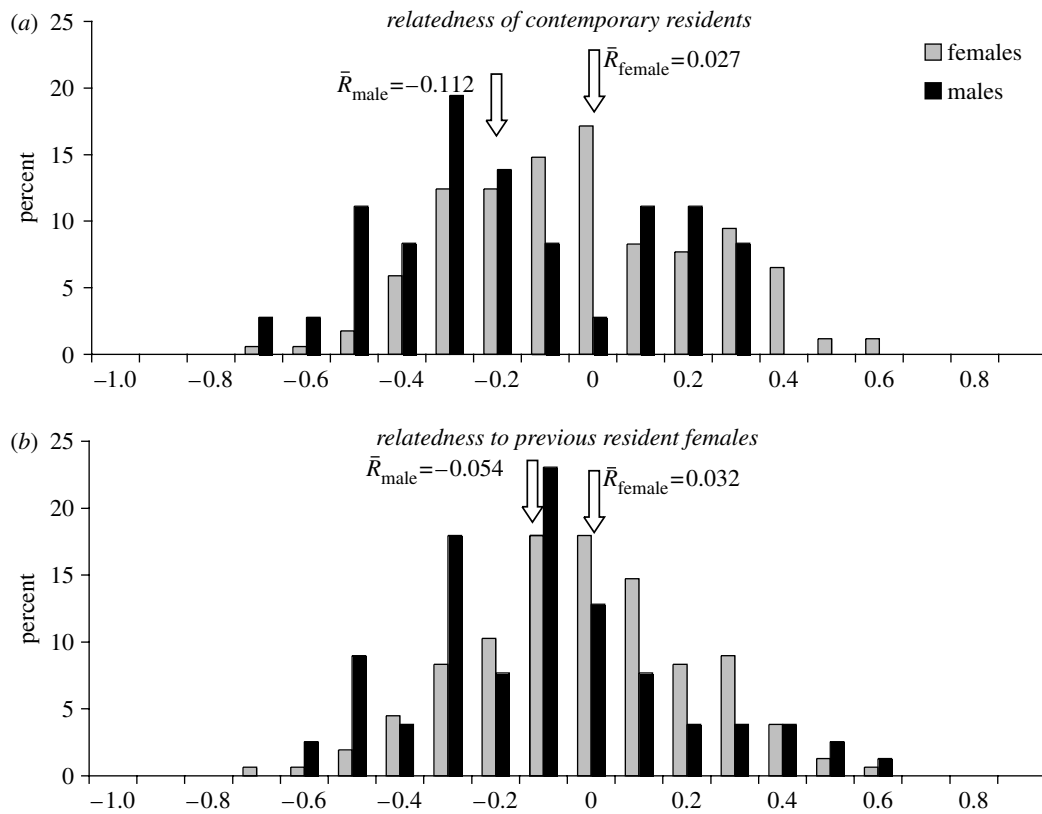 (a)
relatedness of contemporary residents
R̄male=−0.112
R̄female=0.027
females
males
percent
25
20
15
10
5
0
−1.0 −0.8 −0.6 −0.4 −0.2 0 0.2 0.4 0.6 0.8
(b)
relatedness to previous resident females
R̄male=−0.054
R̄female=0.032
percent
25
20
15
10
5
0
−1.0 −0.8 −0.6 −0.4 −0.2 0 0.2 0.4 0.6 0.8